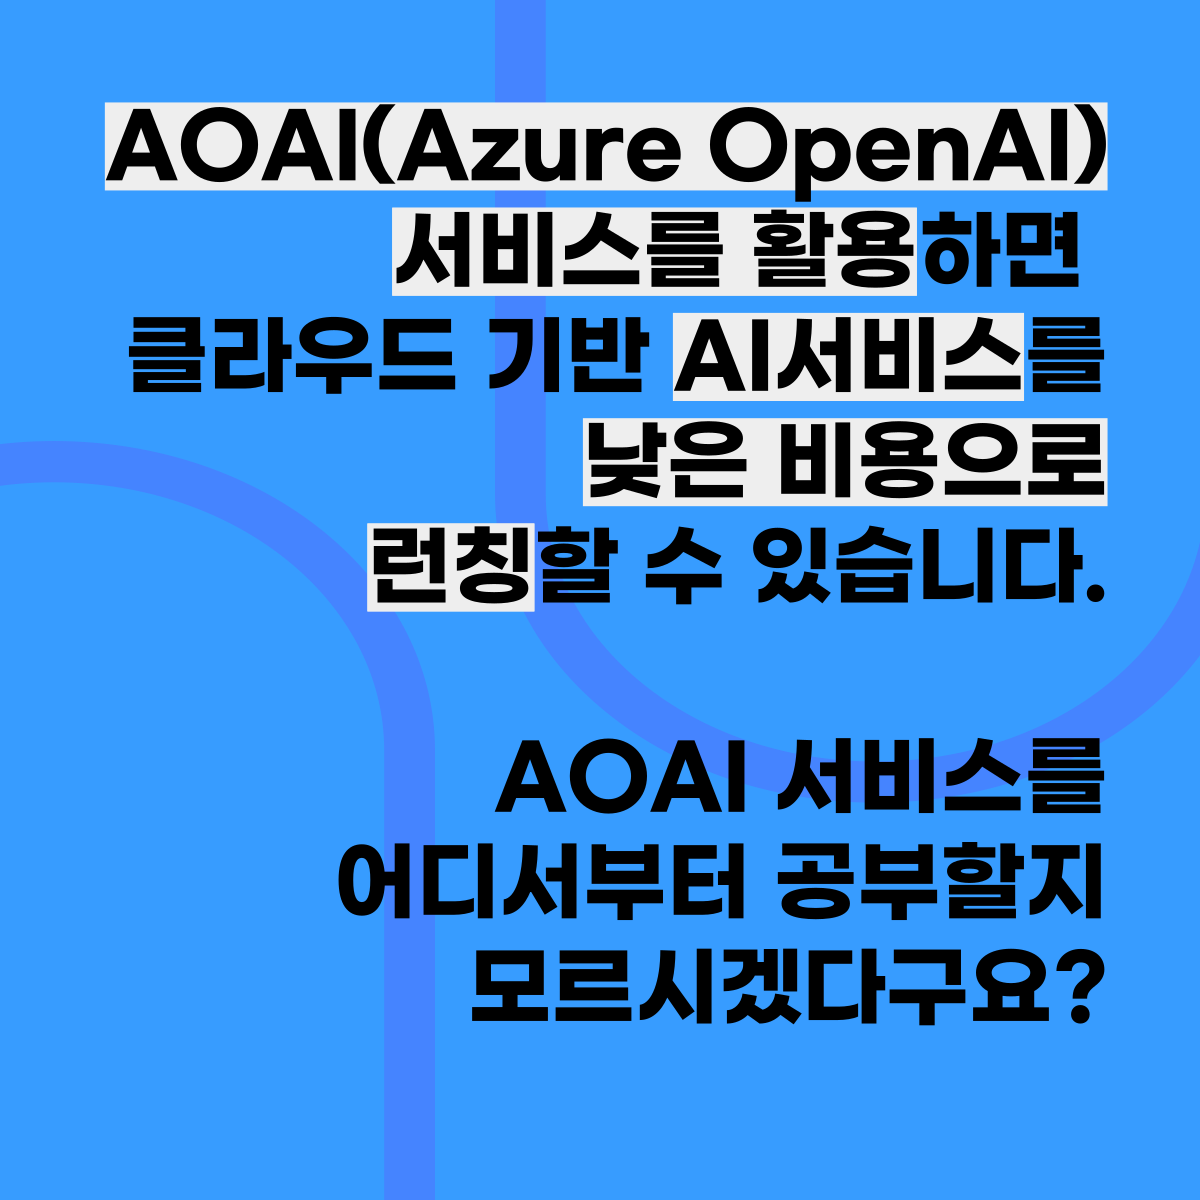 AOAI(Azure OpenAI)
서비스를 활용하면
클라우드 기반 AI서비스를
낮은 비용으로
런칭할 수 있습니다.
AOAI 서비스를
어디서부터 공부할지
모르시겠다구요?